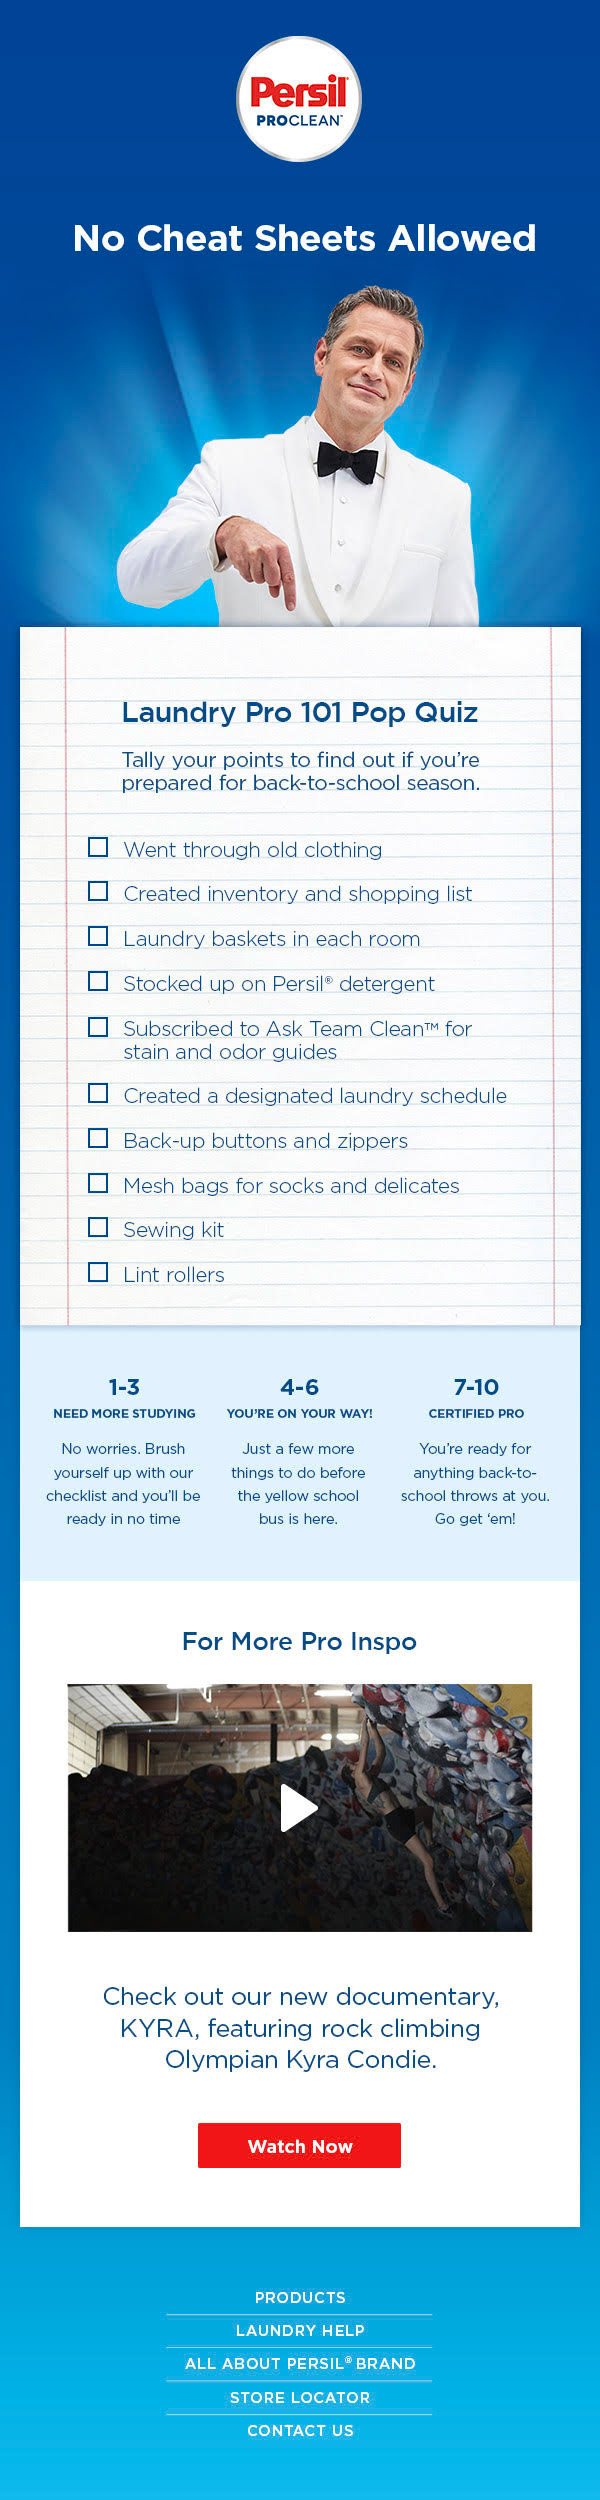 Persil®
PROCLEAN™
No Cheat Sheets Allowed
Laundry Pro 101 Pop Quiz
Tally your points to find out if you’re
prepared for back-to-school season.
Went through old clothing
Created inventory and shopping list
Laundry baskets in each room
Stocked up on Persil® detergent
Subscribed to Ask Team Clean™ for
stain and odor guides
Created a designated laundry schedule
Back-up buttons and zippers
Mesh bags for socks and delicates
Sewing kit
Lint rollers
1-3
NEED MORE STUDYING
No worries. Brush
yourself up with our
checklist and you’ll be
ready in no time
4-6
YOU’RE ON YOUR WAY!
Just a few more
things to do before
the yellow school
bus is here.
7-10
CERTIFIED PRO
You’re ready for
anything back-to-
school throws at you.
Go get ‘em!
For More Pro Inspo
Check out our new documentary,
KYRA, featuring rock climbing
Olympian Kyra Condie.
Watch Now
PRODUCTS
LAUNDRY HELP
ALL ABOUT PERSIL® BRAND
STORE LOCATOR
CONTACT US